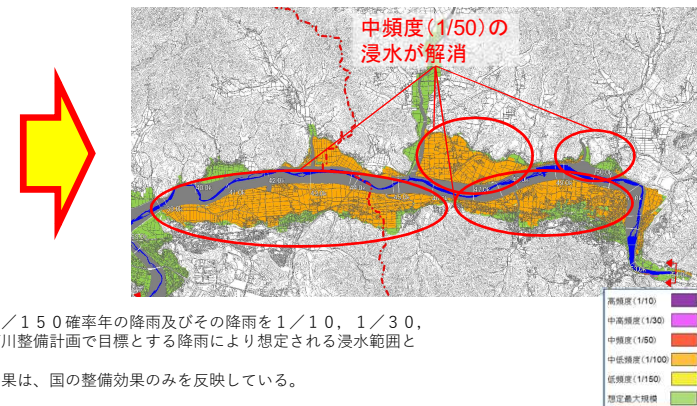 中頻度(1/50)の
浸水が解消
／１５０確率年の降雨及びその降雨を１／１０，１／３０，
川整備計画で目標とする降雨により想定される浸水範囲と
果は、国の整備効果のみを反映している。
高頻度(1/10)
中高頻度(1/30)
中頻度(1/50)
中低頻度(1/100)
低頻度(1/150)
想定最大規模